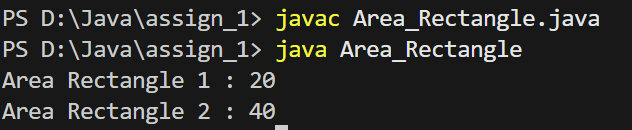 PS D:\Java\assign_1> javac Area_Rectangle.java
PS D:\Java\assign_1> java Area_Rectangle
Area Rectangle 1 : 20
Area Rectangle 2 : 40